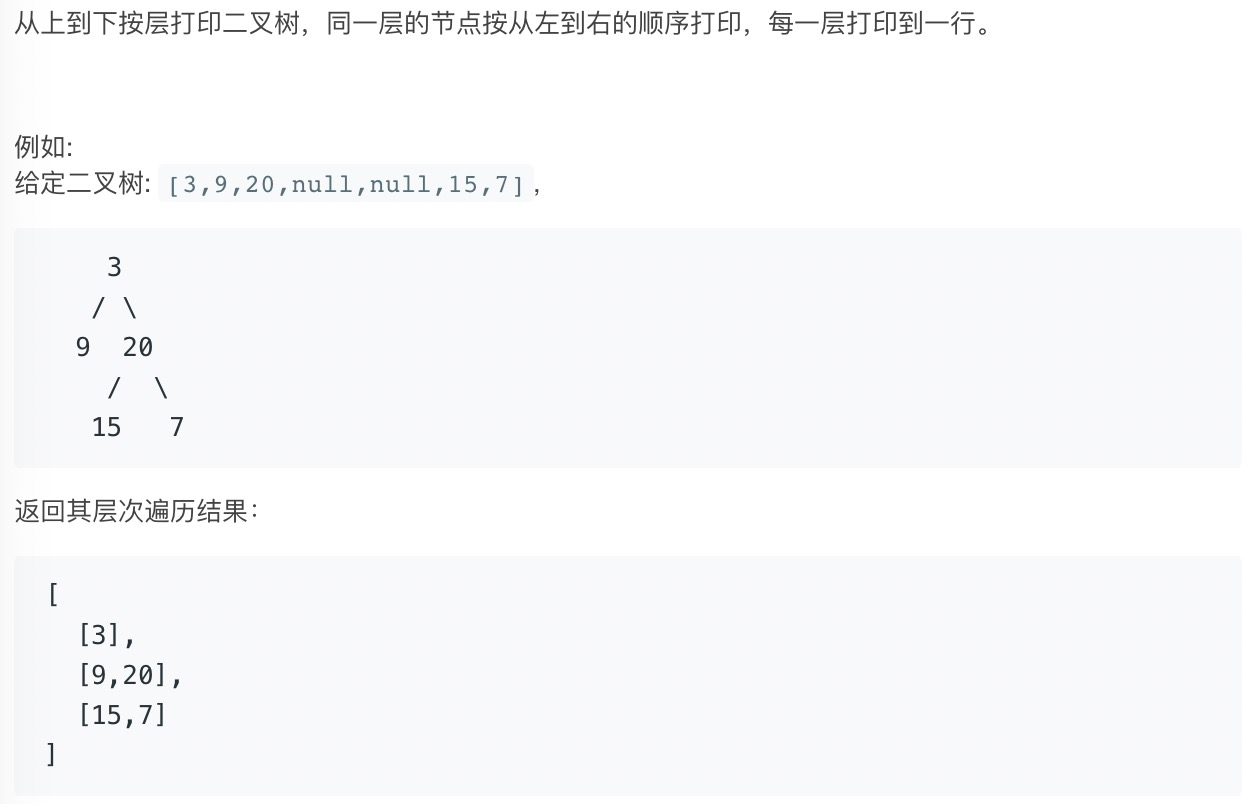 从上到下按层打印二叉树，同一层的节点按从左到右的顺序打印，每一层打印到一行。
例如:
给定二叉树: [3,9,20,null,null,15,7],
3
/ \
9  20
/  \
15   7
返回其层次遍历结果：
[
[3],
[9,20],
[15,7]
]